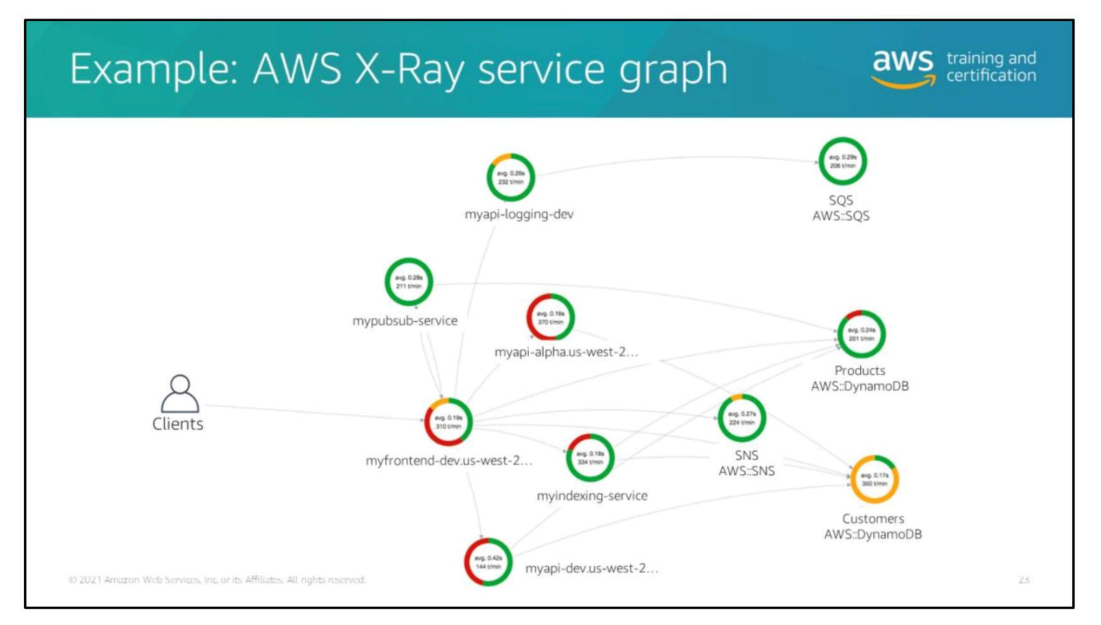 Example: AWS X-Ray service graph
aws training and
certification
avg. 0.26s
232 t/min
myapi-logging-dev
avg. 0.29s
208 t/min
SQS
AWS::SQS
avg. 0.28s
211 t/min
mypubsub-service
avg. 0.16s
370 t/min
myapi-alpha.us-west-2...
avg. 0.24s
251 t/min
Products
AWS::DynamoDB
Clients
avg. 0.19s
310 t/min
myfrontend-dev.us-west-2...
avg. 0.27s
224 t/min
SNS
AWS::SNS
avg. 0.18s
334 t/min
myindexing-service
avg. 0.17s
350 t/min
Customers
AWS::DynamoDB
avg. 0.42s
144 t/min
myapi-dev.us-west-2...
© 2021 Amazon Web Services, Inc. or its Affiliates. All rights reserved.
23